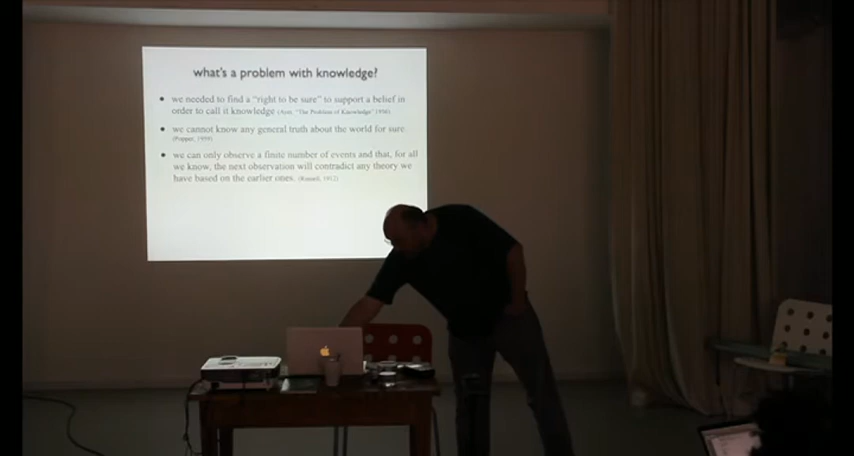 what's a problem with knowledge?
• we needed to find a "right to be sure" to support a belief in
order to call it knowledge (Ayer, "The Problem of Knowledge" 1956)
• we cannot know any general truth about the world for sure
(Popper, 1999)
• we can only observe a finite number of events and that, for all
we know, the next observation will contradict any theory we
have based on the earlier ones. (Russell, 1912)